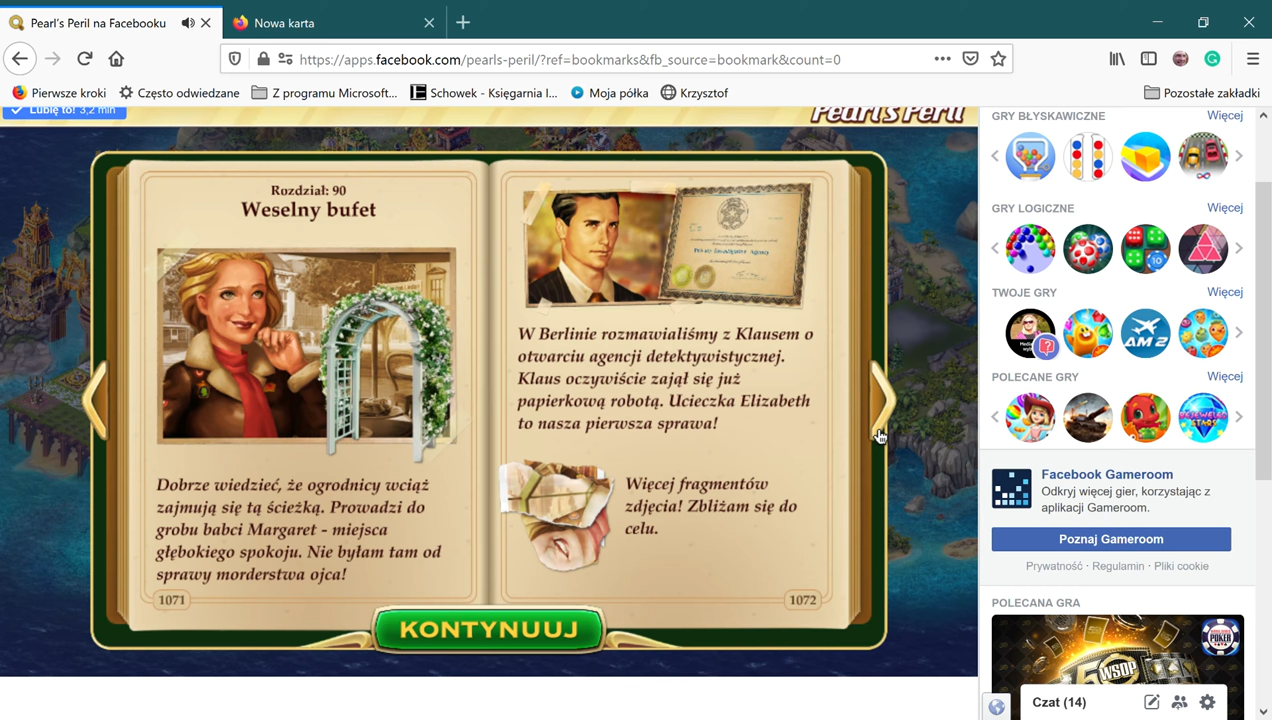 Pearl's Peril na Facebooku
Nowa karta
https://apps.facebook.com/pearls-peril/?ref=bookmarks&fb_source=bookmark&count=0
Pierwsze kroki
Często odwiedzane
Z programu Microsoft...
Schowek - Księgarnia I...
Moja półka
Krzysztof
Pozostałe zakładki
Lubię to! 3,2 mln
Pearl's Peril
Rozdział: 90
Weselny bufet
Dobrze wiedzieć, że ogrodnicy wciąż
zajmują się tą ścieżką. Prowadzi do
grobu babci Margaret - miejsca
głębokiego spokoju. Nie byłam tam od
sprawy morderstwa ojca!
1071
W Berlinie rozmawialiśmy z Klausem o
otwarciu agencji detektywistycznej.
Klaus oczywiście zajął się już
papierkową robotą. Ucieczka Elizabeth
to nasza pierwsza sprawa!
Więcej fragmentów
zdjęcia! Zbliżam się do
celu.
1072
KONTYNUUJ
GRY BŁYSKAWICZNE
Więcej
GRY LOGICZNE
Więcej
10
TWOJE GRY
Więcej
AM 2
POLECANE GRY
Więcej
BEJEWELED
STARS
Facebook Gameroom
Odkryj więcej gier, korzystając z
aplikacji Gameroom.
Poznaj Gameroom
Prywatność · Regulamin · Pliki cookie
POLECANA GRA
WSOP
POKER
Czat (14)